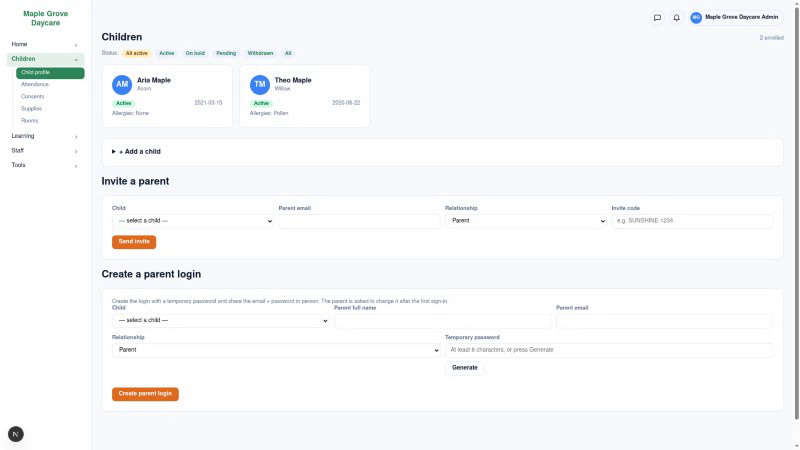 Maple Grove
Daycare
MG Maple Grove Daycare Admin
Home
Children
Child profile
Attendance
Consents
Supplies
Rooms
Learning
Staff
Tools
Children
2 enrolled
Status: All active Active On hold Pending Withdrawn All
AM Aria Maple
Acorn
Active 2021-03-15
Allergies: None
TM Theo Maple
Willow
Active 2020-06-22
Allergies: Pollen
+ Add a child
Invite a parent
Child Parent email Relationship Invite code
— select a child — Parent e.g. SUNSHINE-1234
Send invite
Create a parent login
Create the login with a temporary password and share the email + password in person. The parent is asked to change it after the first sign-in.
Child Parent full name Parent email
— select a child —
Relationship Temporary password
Parent At least 8 characters, or press Generate
Generate
Create parent login
N